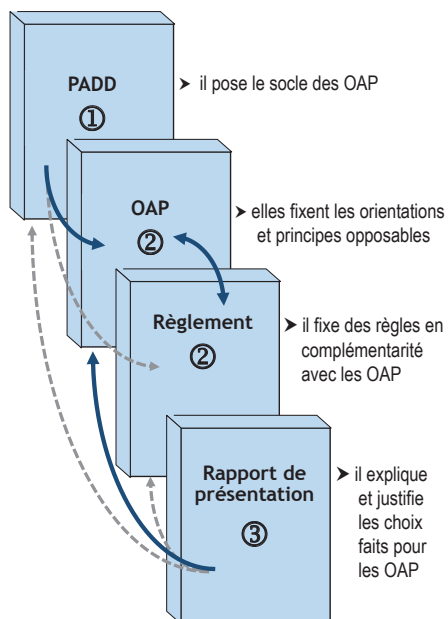 PADD
①
➤ il pose le socle des OAP
OAP
②
➤ elles fixent les orientations
et principes opposables
Règlement
②
➤ il fixe des règles en
complémentarité
avec les OAP
Rapport de
présentation
③
➤ il explique
et justifie
les choix
faits pour
les OAP